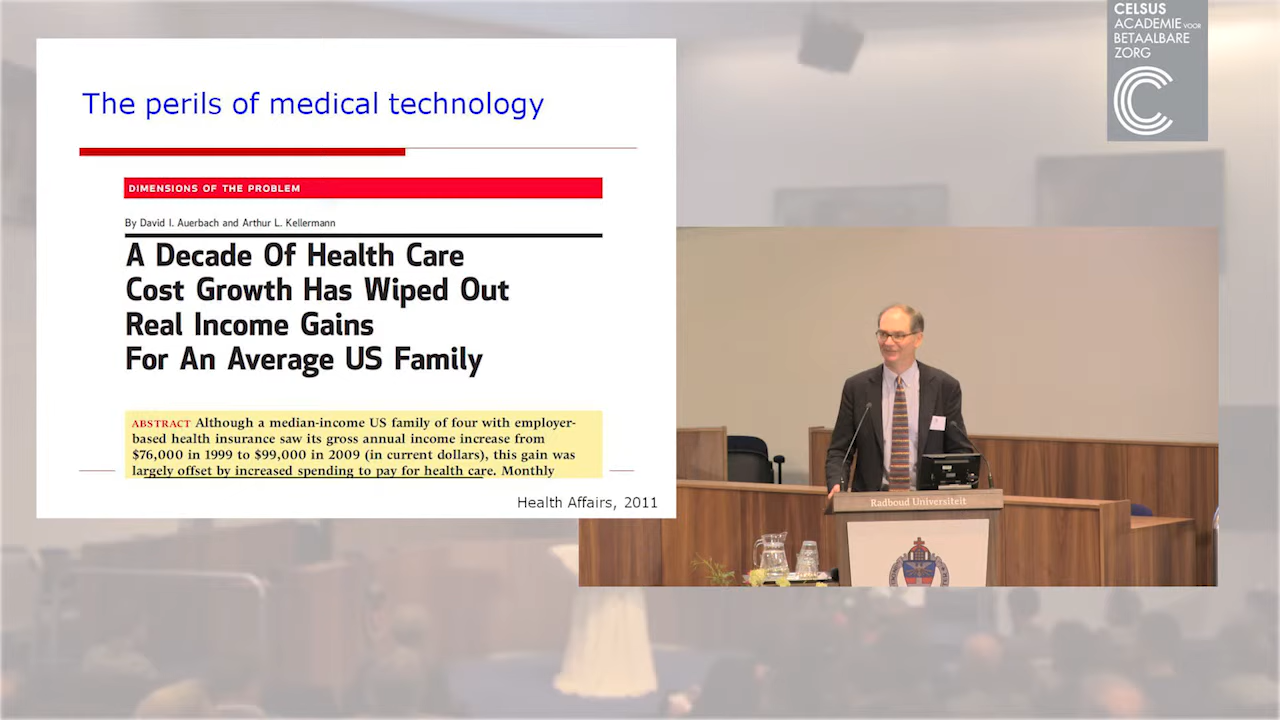 The perils of medical technology
DIMENSIONS OF THE PROBLEM
By David I. Auerbach and Arthur L. Kellermann
A Decade Of Health Care
Cost Growth Has Wiped Out
Real Income Gains
For An Average US Family
ABSTRACT Although a median-income US family of four with employer-
based health insurance saw its gross annual income increase from
$76,000 in 1999 to $99,000 in 2009 (in current dollars), this gain was
largely offset by increased spending to pay for health care. Monthly
Health Affairs, 2011
CELSUS
ACADEMIE VOOR
BETAALBARE
ZORG
Radboud Universiteit